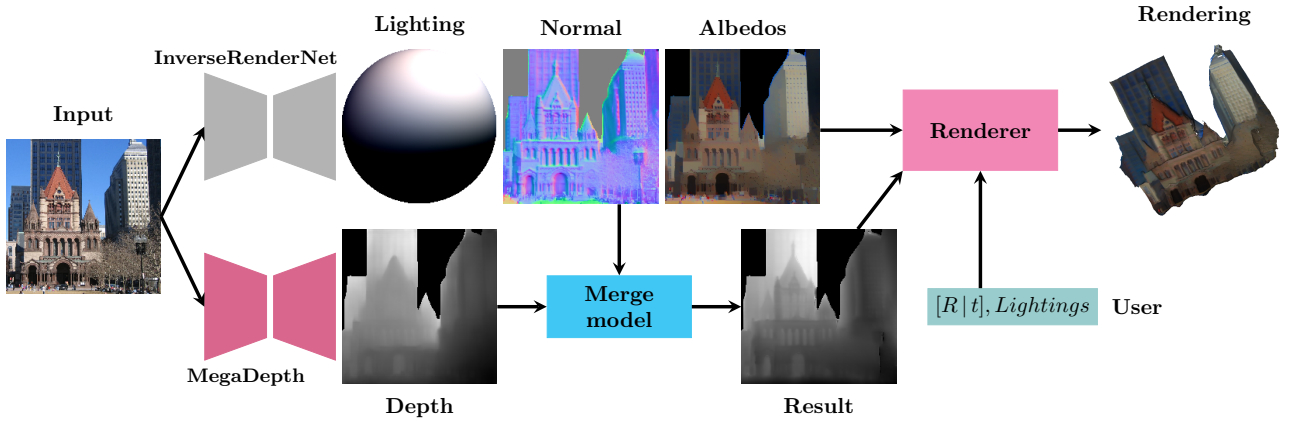 Rendering
Lighting
Normal
Albedos
InverseRenderNet
Input
Renderer
Merge
model
[R | t], Lightings
User
MegaDepth
Depth
Result